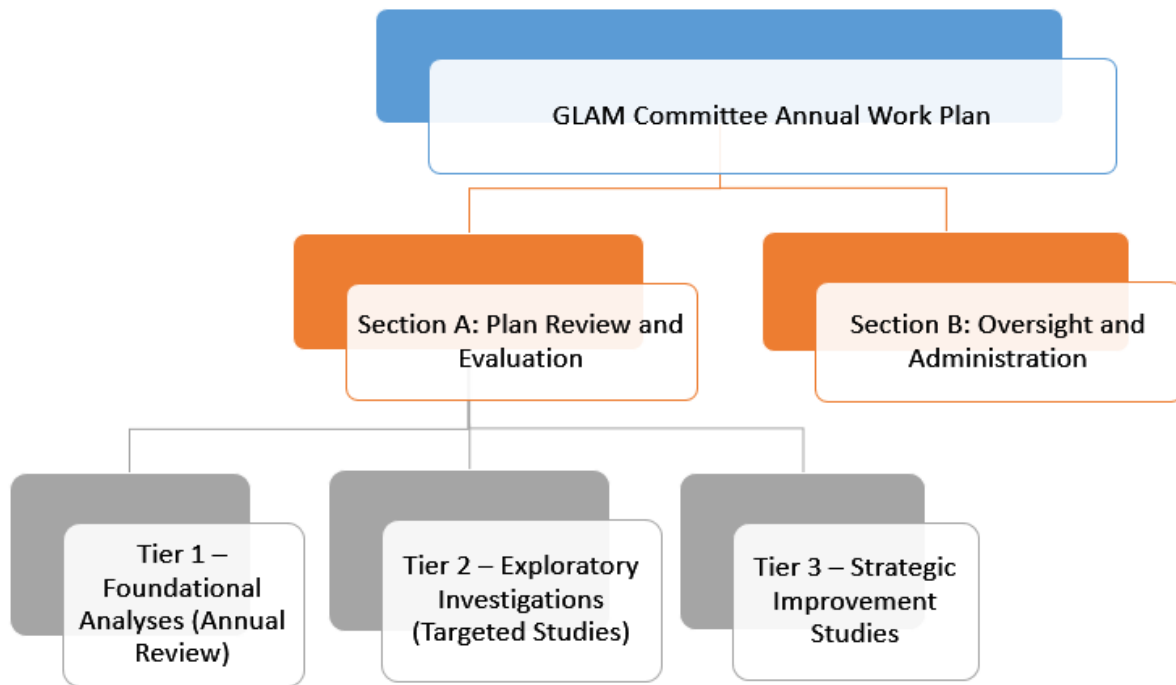 GLAM Committee Annual Work Plan
Section A: Plan Review and
Evaluation
Section B: Oversight and
Administration
Tier 1 –
Foundational
Analyses (Annual
Review)
Tier 2 – Exploratory
Investigations
(Targeted Studies)
Tier 3 – Strategic
Improvement
Studies